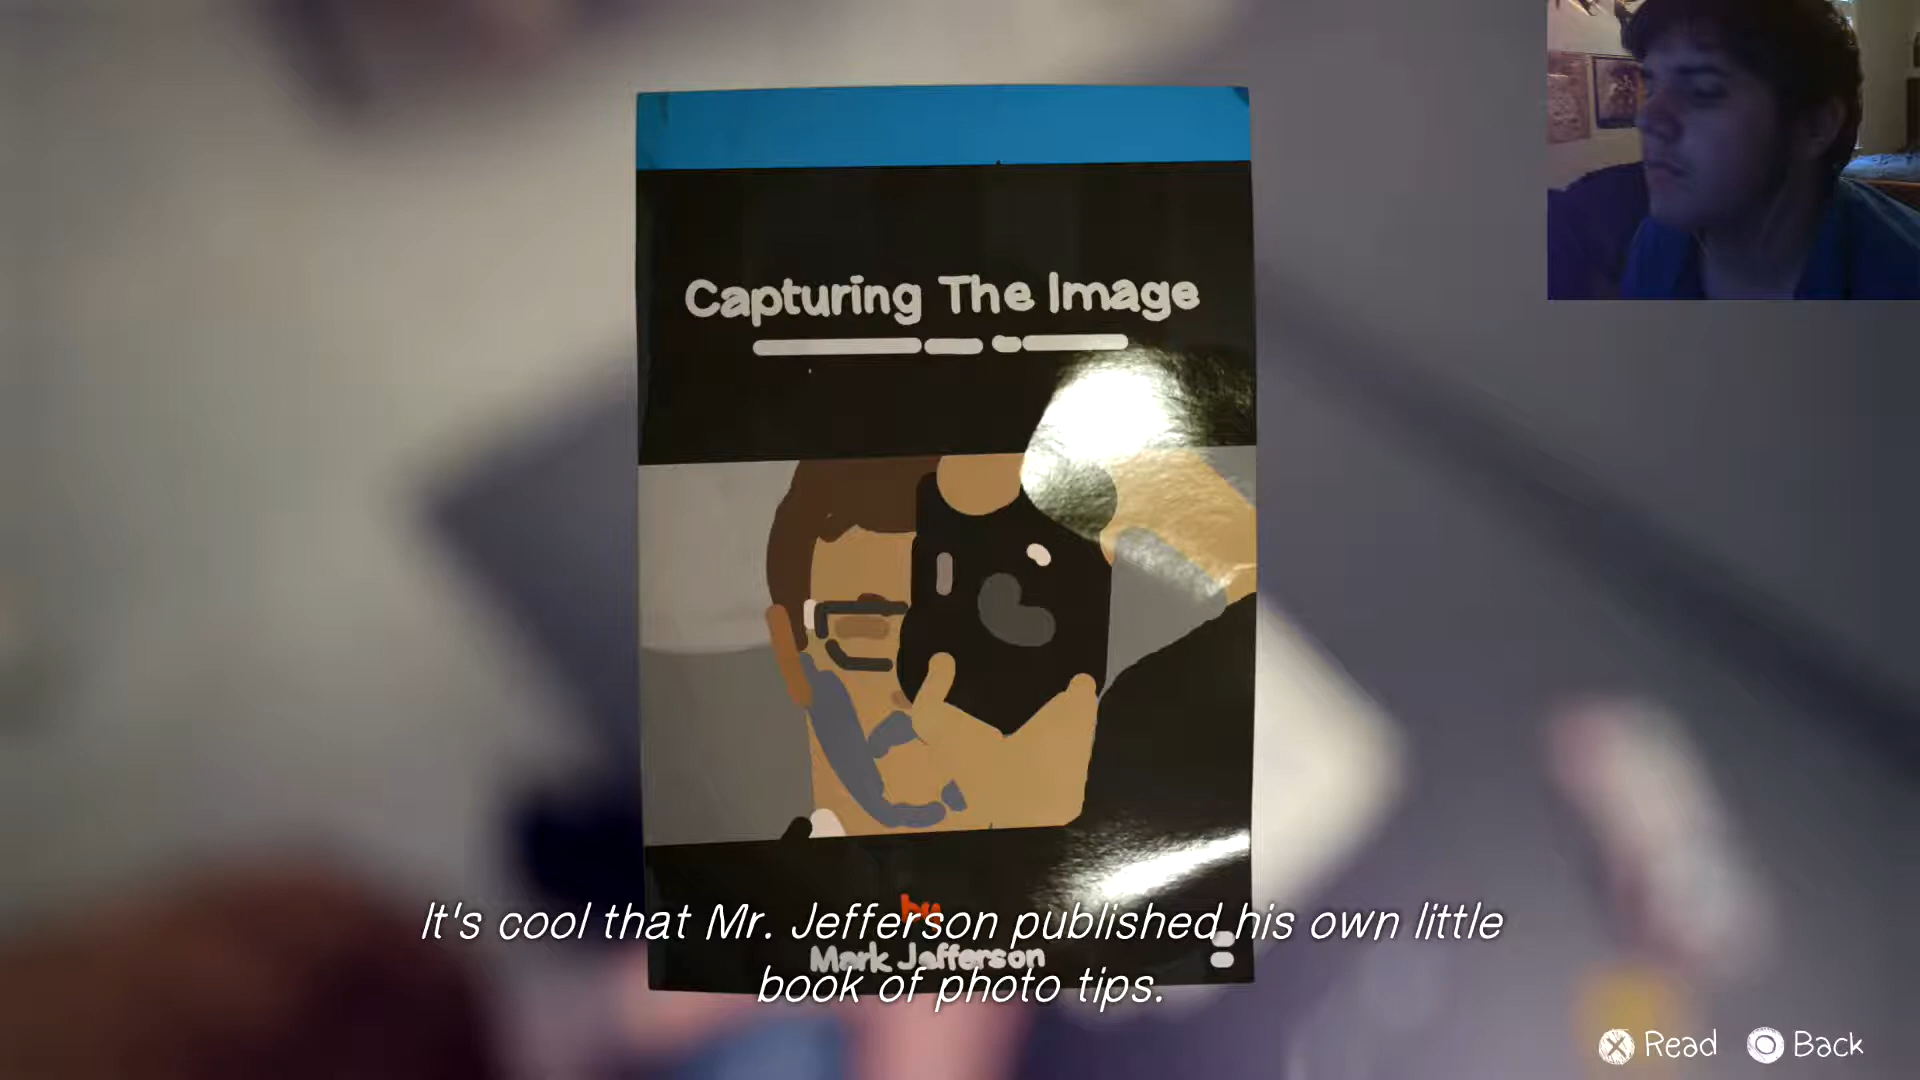 Capturing The Image
by
It's cool that Mr. Jefferson published his own little
Mark Jefferson
book of photo tips.
Read
Back